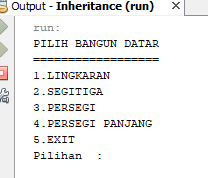 Output - Inheritance (run)
run:
PILIH BANGUN DATAR
==================
1.LINGKARAN
2.SEGITIGA
3.PERSEGI
4.PERSEGI PANJANG
5.EXIT
Pilihan  :